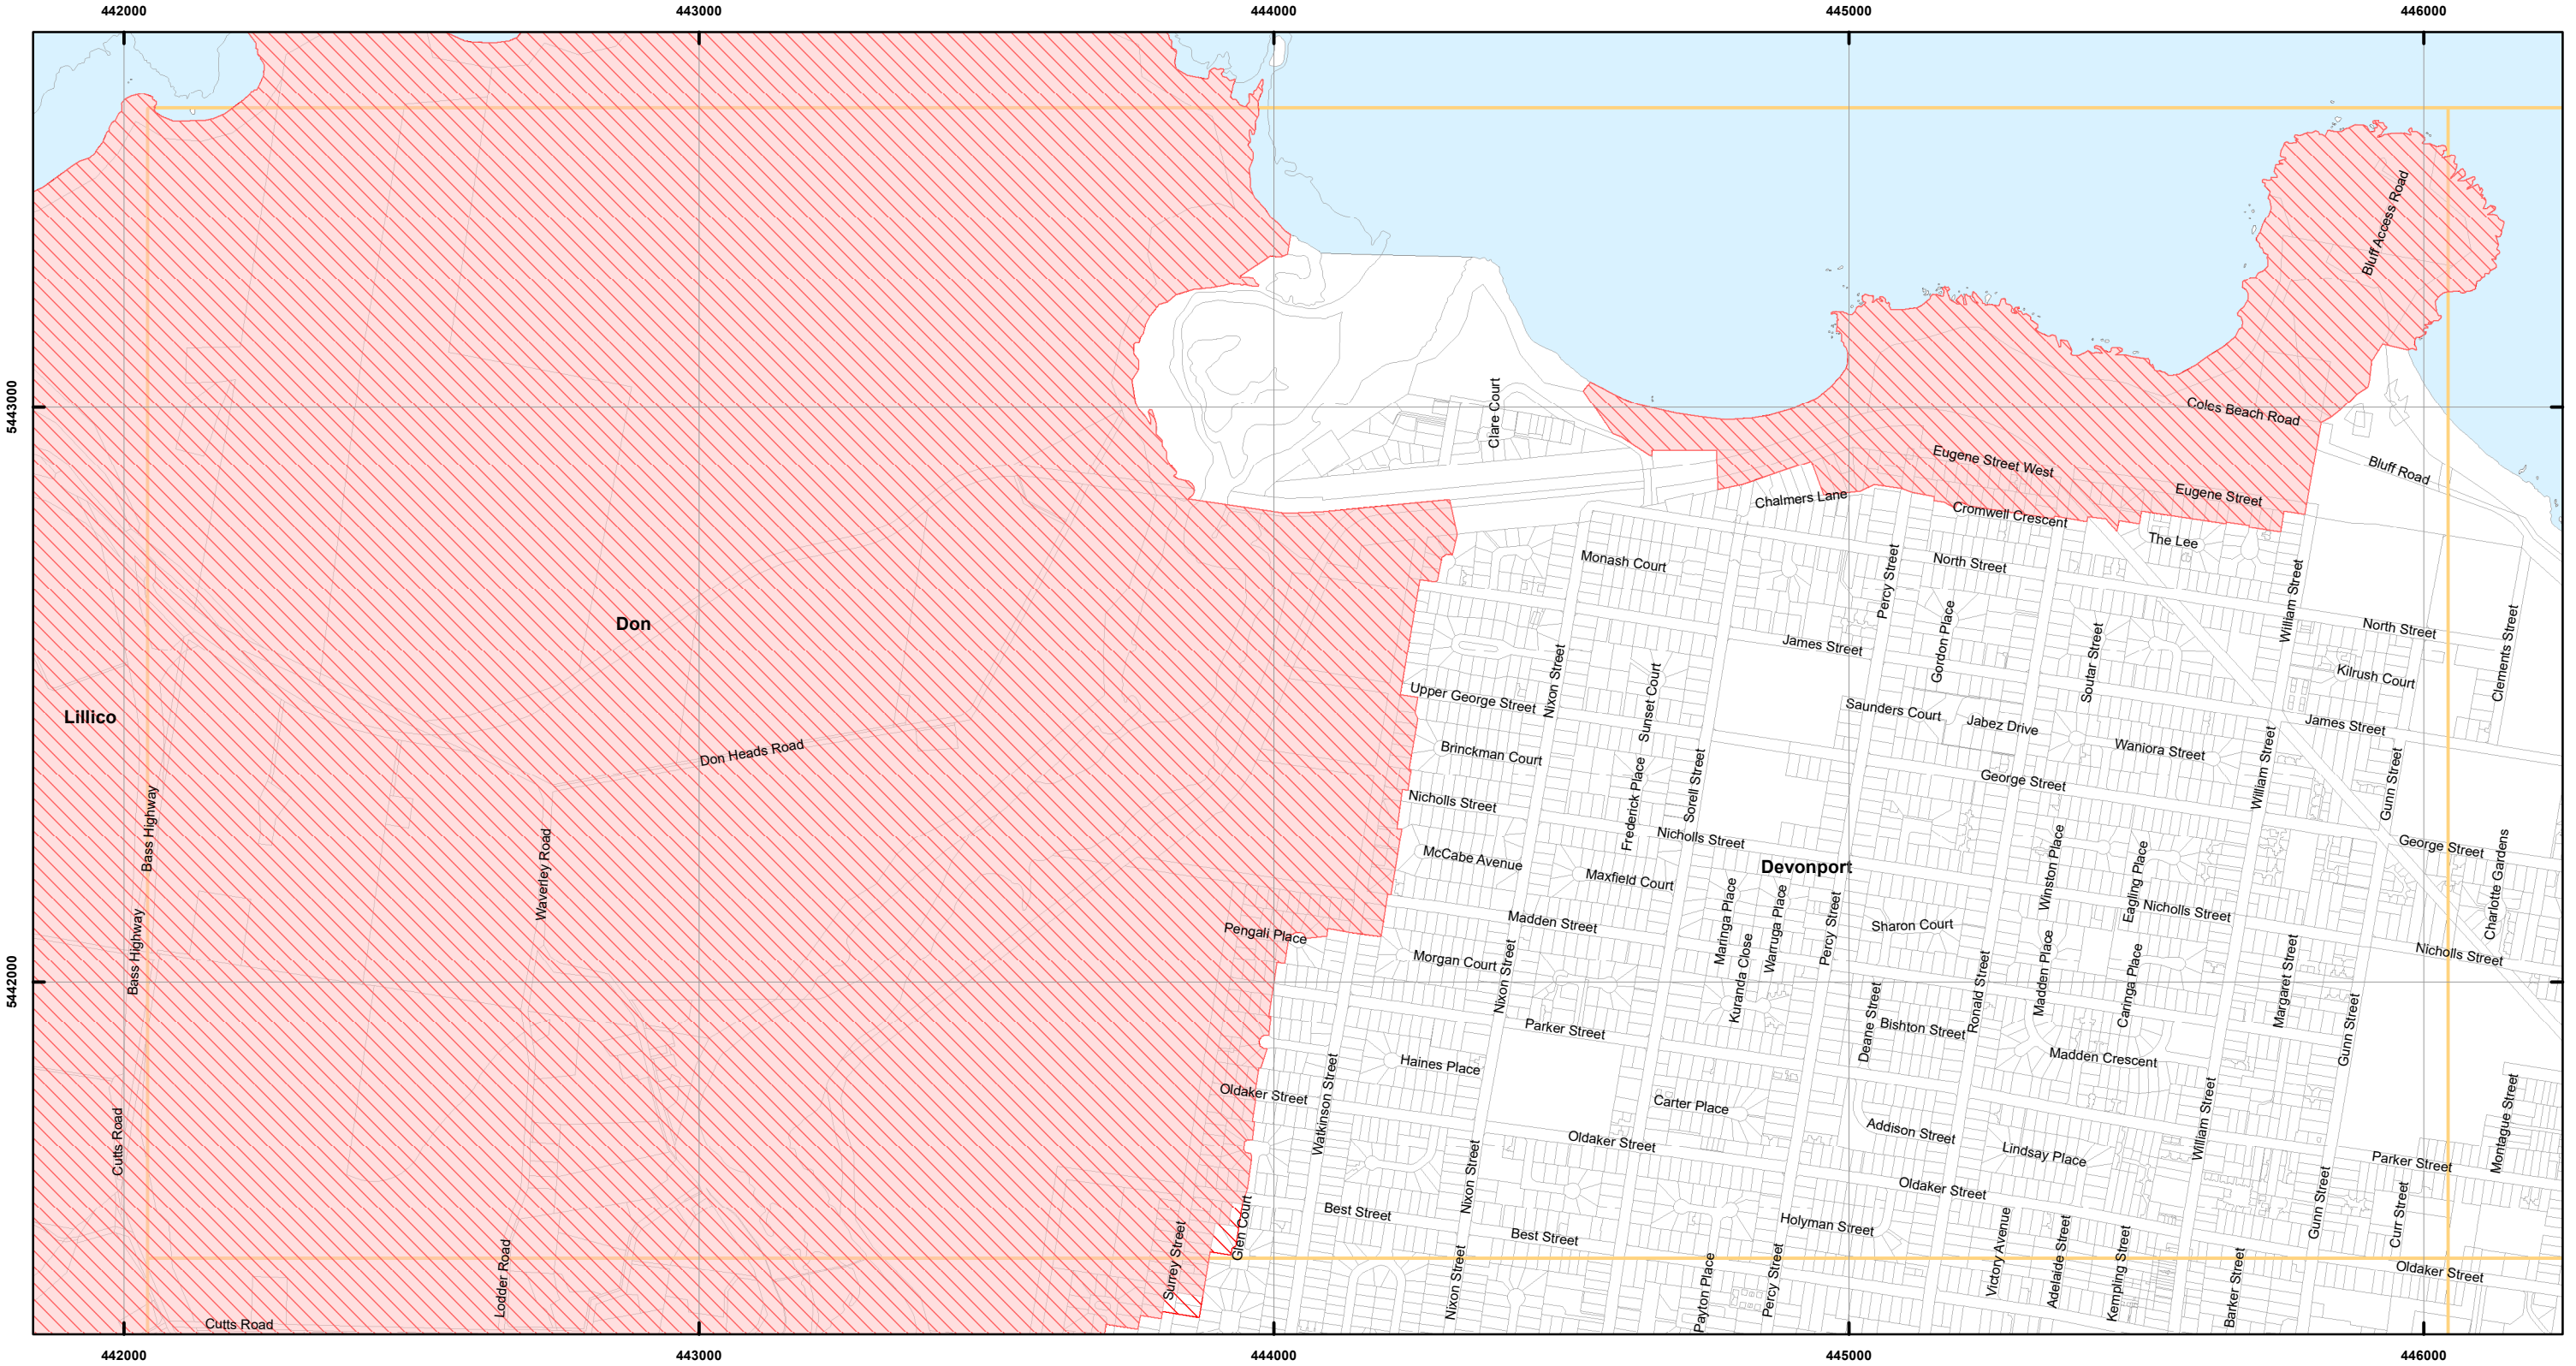 442000
443000
444000
445000
446000
Bluff Access Road
5443000
Clare Court
Coles Beach Road
Eugene Street West
Bluff Road
Eugene Street
Chalmers Lane
Cromwell Crescent
The Lee
Monash Court
North Street
Percy Street
William Street
Don
North Street
James Street
Gordon Place
Soutar Street
Clements Street
Kilrush Court
Nixon Street
Sunset Court
Upper George Street
Lillico
Saunders Court
Jabez Drive
James Street
Don Heads Road
Brinckman Court
Waniora Street
William Street
George Street
Gunn Street
Sorell Street
Frederick Place
Nicholls Street
Bass Highway
Nicholls Street
George Street
McCabe Avenue
Devonport
Waverley Road
Maxfield Court
Winston Place
Eagling Place
Charlotte Gardens
Madden Street
Maringa Place
Warruga Place
Percy Street
Sharon Court
Nicholls Street
Pengali Place
Bass Highway
Morgan Court
Nixon Street
Kuranda Close
Madden Place
Caringa Place
Margaret Street
Nicholls Street
5442000
Ronald Street
Deane Street
Parker Street
Bishton Street
Gunn Street
Haines Place
Madden Crescent
Watkinson Street
Oldaker Street
Carter Place
William Street
Montague Street
Cutts Road
Oldaker Street
Addison Street
Lindsay Place
Parker Street
Nixon Street
Oldaker Street
Gunn Street
Curr Street
Best Street
Holyman Street
Glen Court
Best Street
Surrey Street
Victory Avenue
Adelaide Street
Kempling Street
Barker Street
Oldaker Street
Lodder Road
Nixon Street
Payton Place
Percy Street
Cutts Road
442000
443000
444000
445000
446000